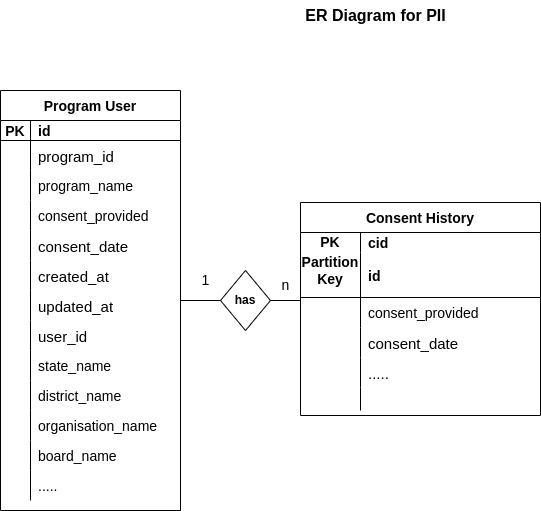 ER Diagram for PII
Program User
PK id
program_id
program_name
consent_provided
consent_date
created_at
updated_at
user_id
state_name
district_name
organisation_name
board_name
.....
1
has
n
Consent History
PK cid
Partition
Key
id
consent_provided
consent_date
.....